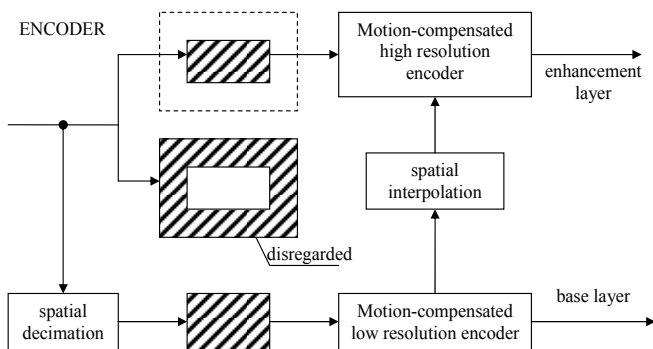 ENCODER
Motion-compensated
high resolution
encoder
enhancement
layer
spatial
interpolation
disregarded
spatial
decimation
Motion-compensated
low resolution encoder
base layer